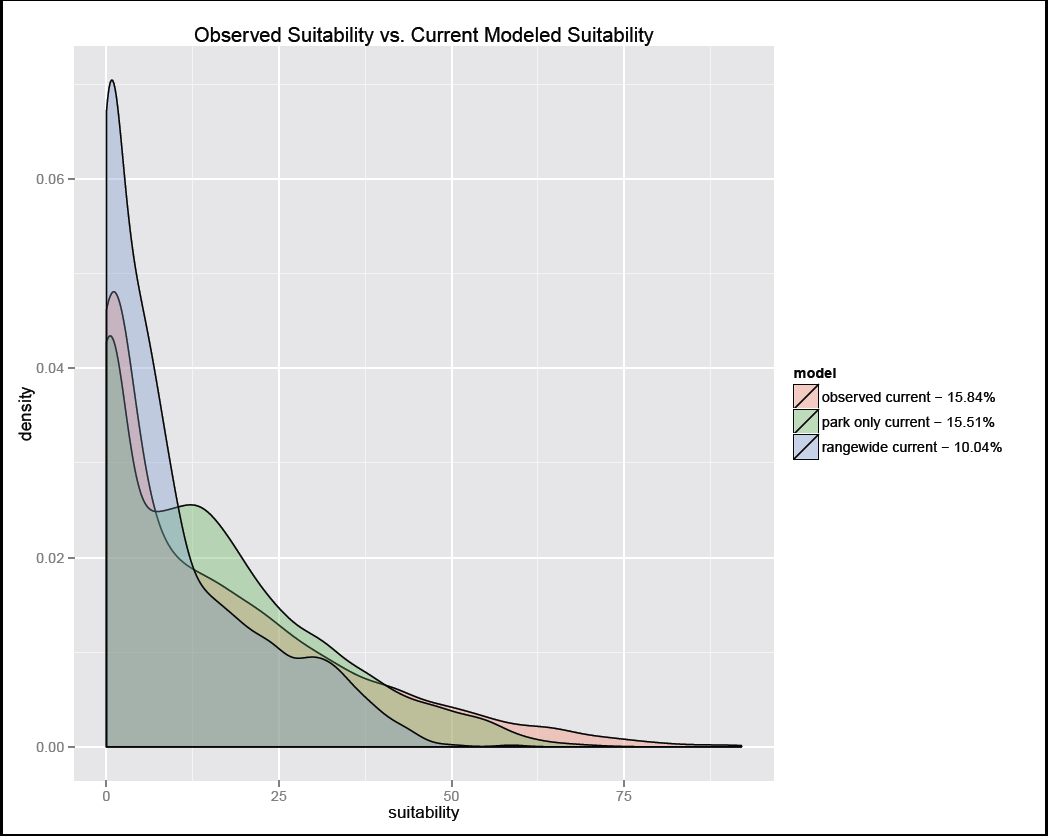 Observed Suitability vs. Current Modeled Suitability
density
0.06
0.04
0.02
0.00
0
25
50
75
suitability
model
observed current – 15.84%
park only current – 15.51%
rangewide current – 10.04%